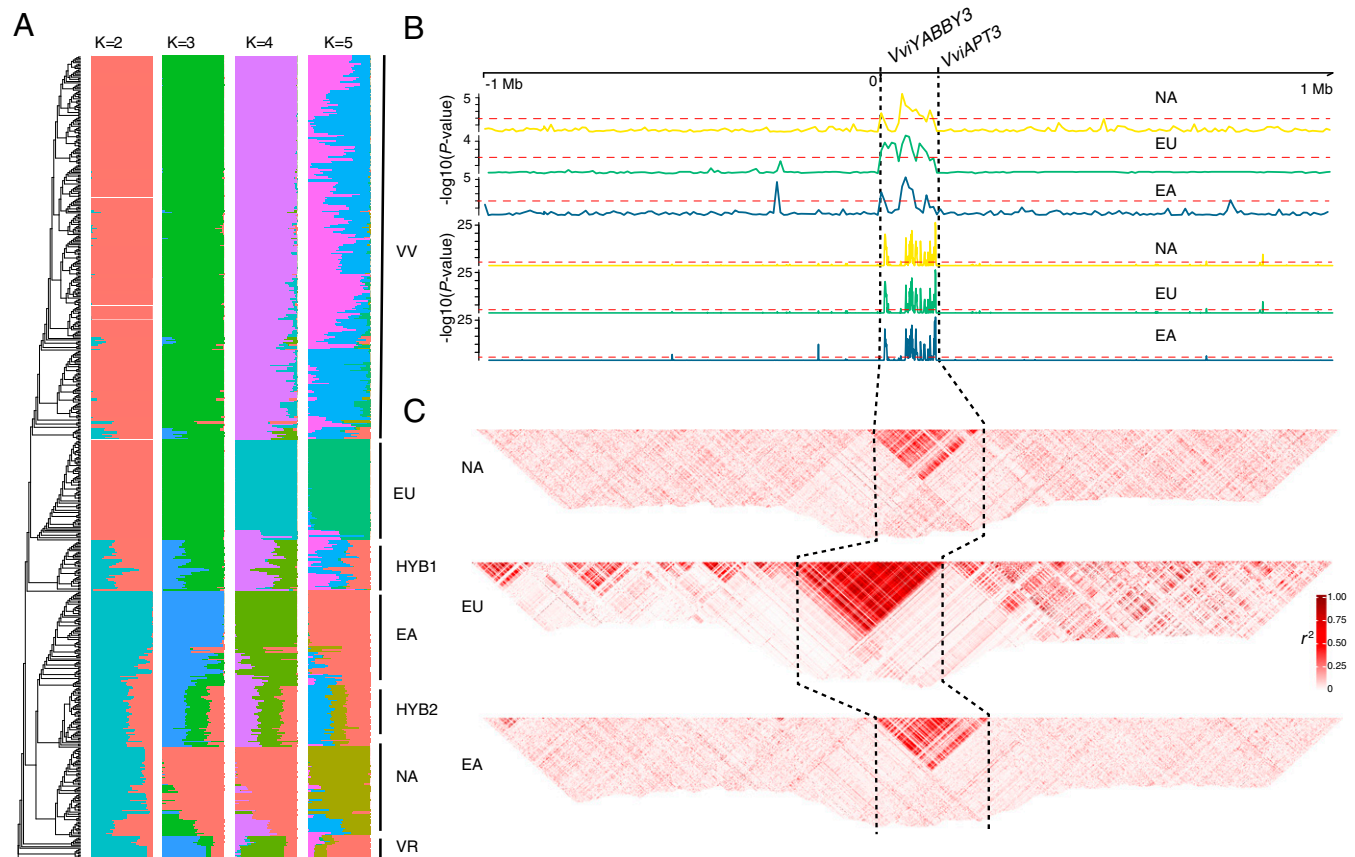 A
K=2 K=3 K=4 K=5
VV
EU
HYB1
EA
HYB2
NA
VR
B
VviYABBY3
VviAPT3
-1 Mb 0 1 Mb
-log10(P-value)
5 NA
4 EU
5 EA
-log10(P-value)
25 NA
25 EU
25 EA
C
NA
EU
EA
r²
1.00
0.75
0.50
0.25
0